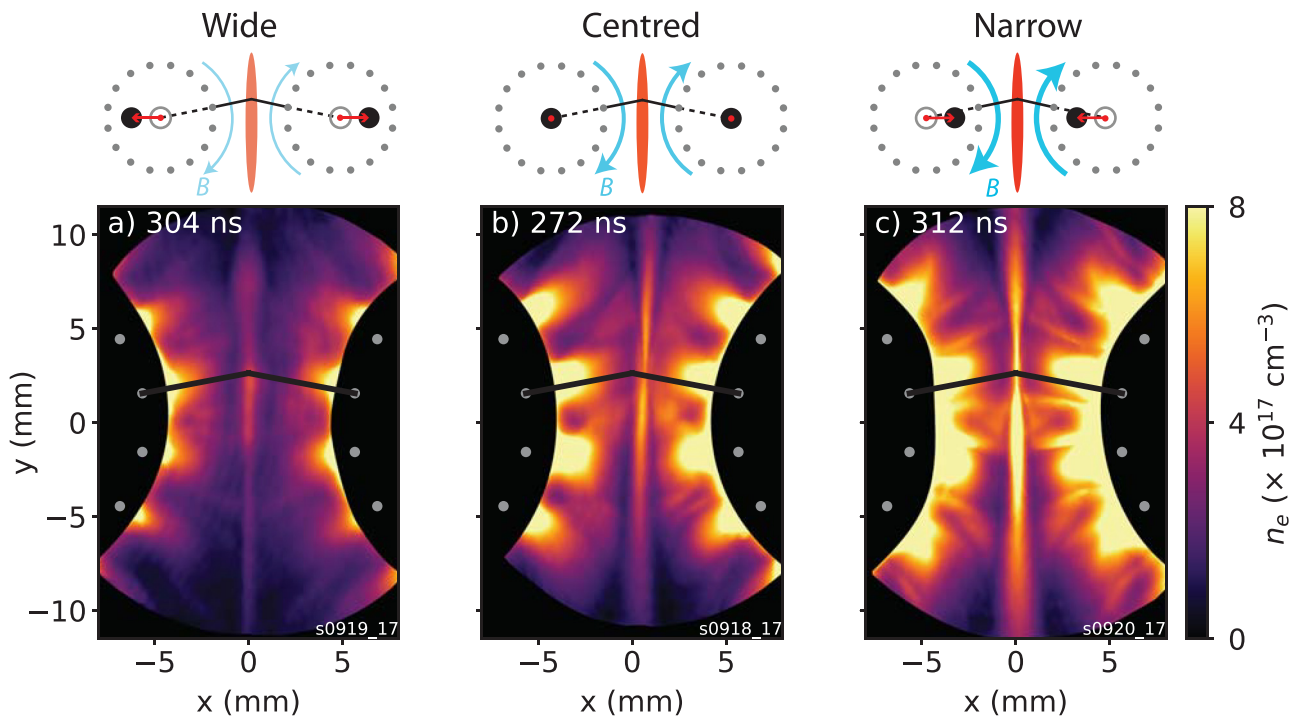 Wide
Centred
Narrow
B
B
B
a) 304 ns
b) 272 ns
c) 312 ns
10
5
0
−5
−10
y (mm)
s0919_17
s0918_17
s0920_17
−5 0 5
−5 0 5
−5 0 5
x (mm)
x (mm)
x (mm)
8
4
0
n_e (× 10^17 cm^−3)